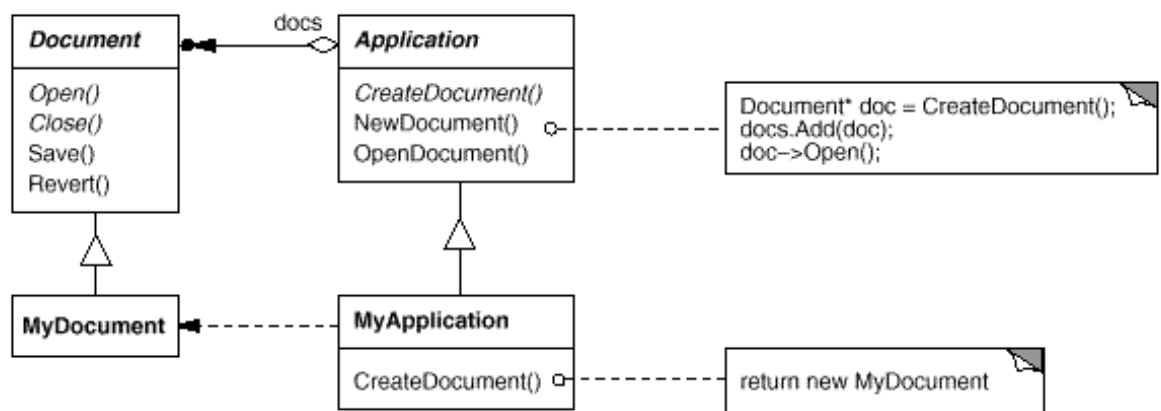 docs
Document
Open()
Close()
Save()
Revert()
Application
CreateDocument()
NewDocument()
OpenDocument()
Document* doc = CreateDocument();
docs.Add(doc);
doc->Open();
MyDocument
MyApplication
CreateDocument()
return new MyDocument